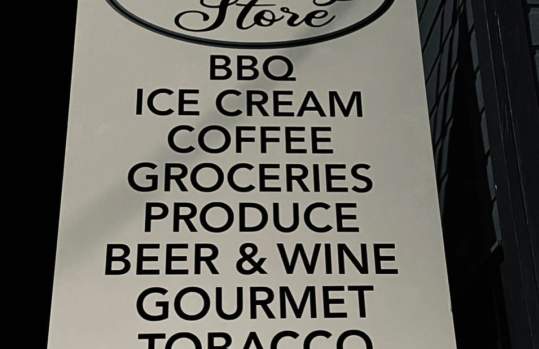 Store
BBQ
ICE CREAM
COFFEE
GROCERIES
PRODUCE
BEER & WINE
GOURMET
TOBACCO